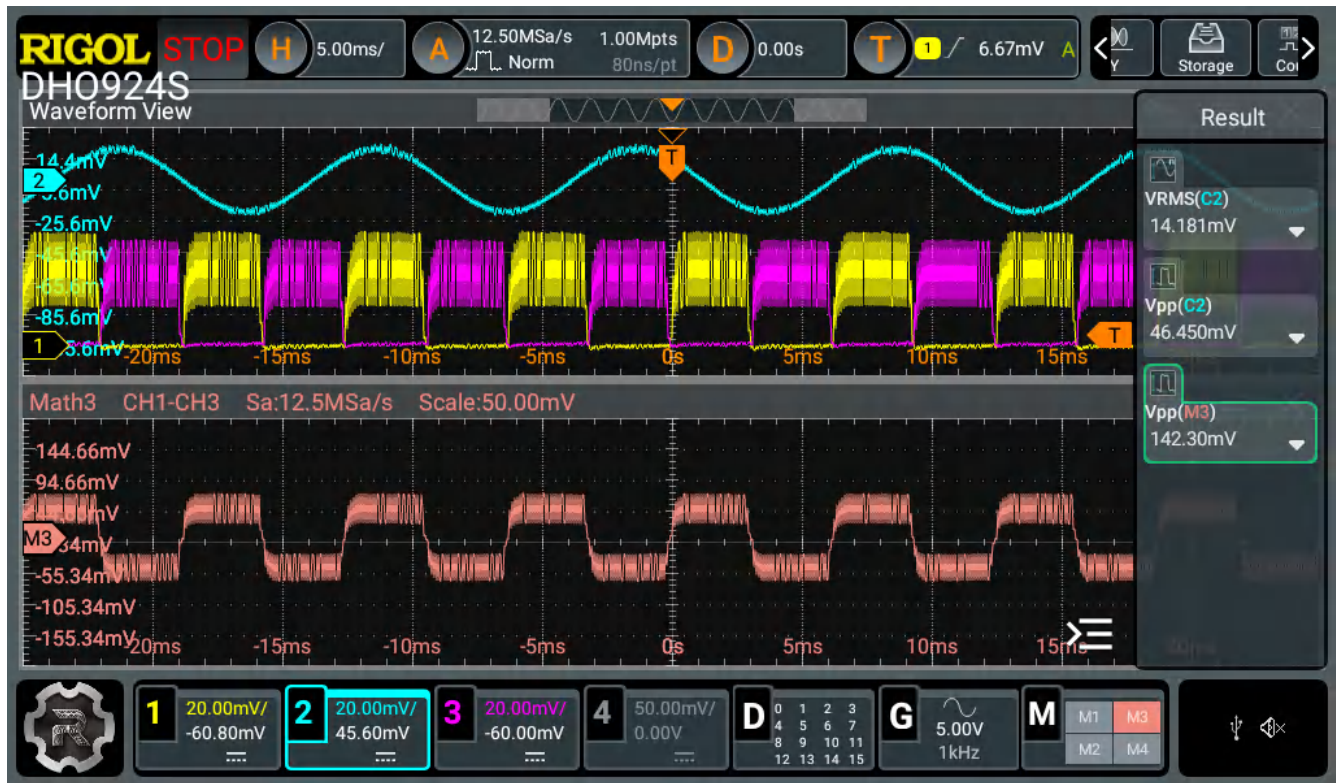 RIGOL STOP H 5.00ms/ A 12.50MSa/s 1.00Mpts D 0.00s T 1 6.67mV A
Norm 80ns/pt Y Storage
DHO924S
Waveform View
Result
T
14.4mV
2
VRMS(C2)
14.181mV
-25.6mV
Vpp(C2)
46.450mV
-85.6mV
1 T
-20ms -15ms -10ms -5ms 0s 5ms 10ms 15ms
Math3 CH1-CH3 Sa:12.5MSa/s Scale:50.00mV
Vpp(M3)
142.30mV
144.66mV
94.66mV
M3
-55.34mV
-105.34mV
-155.34mV
-20ms -15ms -10ms -5ms 0s 5ms 10ms 15ms
1 20.00mV/ 2 20.00mV/ 3 20.00mV/ 4 50.00mV/ D 0 1 2 3 G 5.00V M M1 M3
-60.80mV 45.60mV -60.00mV 0.00V 4 5 6 7 1kHz M2 M4
8 9 10 11
12 13 14 15
R